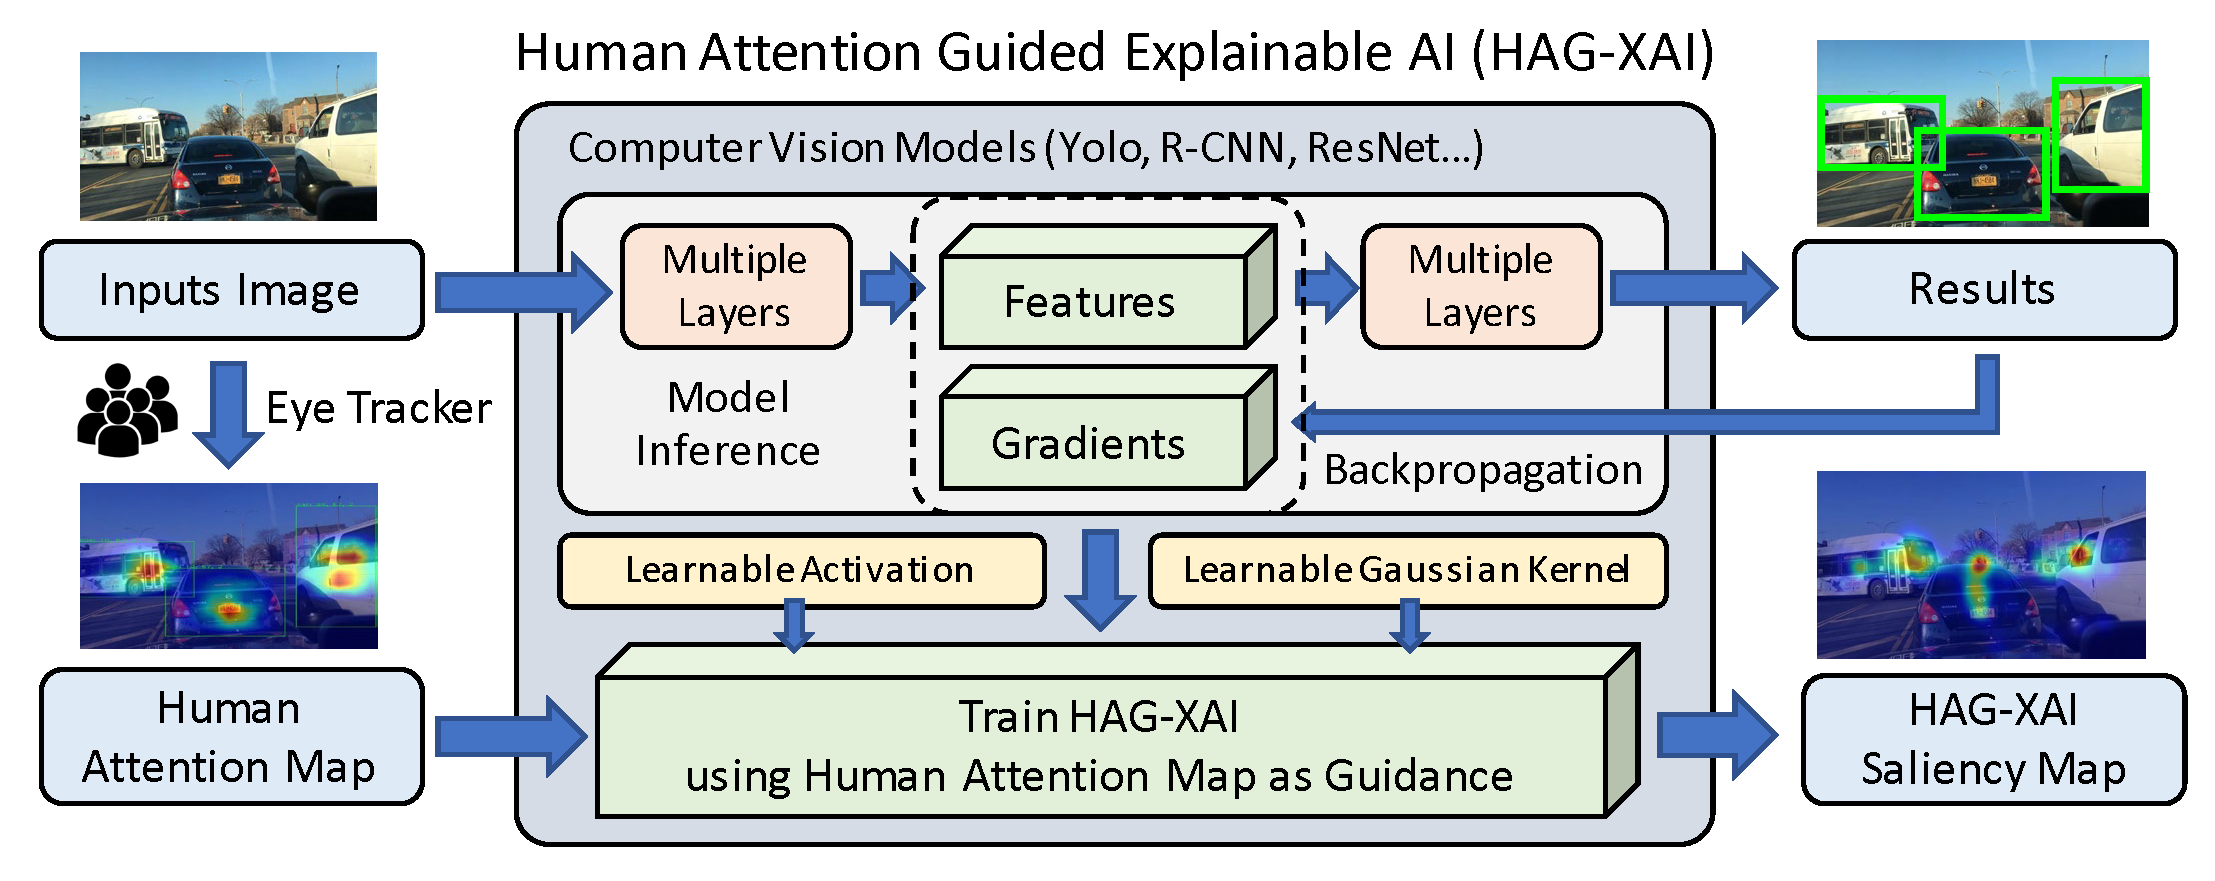 Human Attention Guided Explainable AI (HAG-XAI)
Computer Vision Models (Yolo, R-CNN, ResNet...)
Inputs Image
Multiple
Layers
Features
Multiple
Layers
Results
Eye Tracker
Model
Inference
Gradients
Backpropagation
Learnable Activation
Learnable Gaussian Kernel
Human
Attention Map
Train HAG-XAI
using Human Attention Map as Guidance
HAG-XAI
Saliency Map